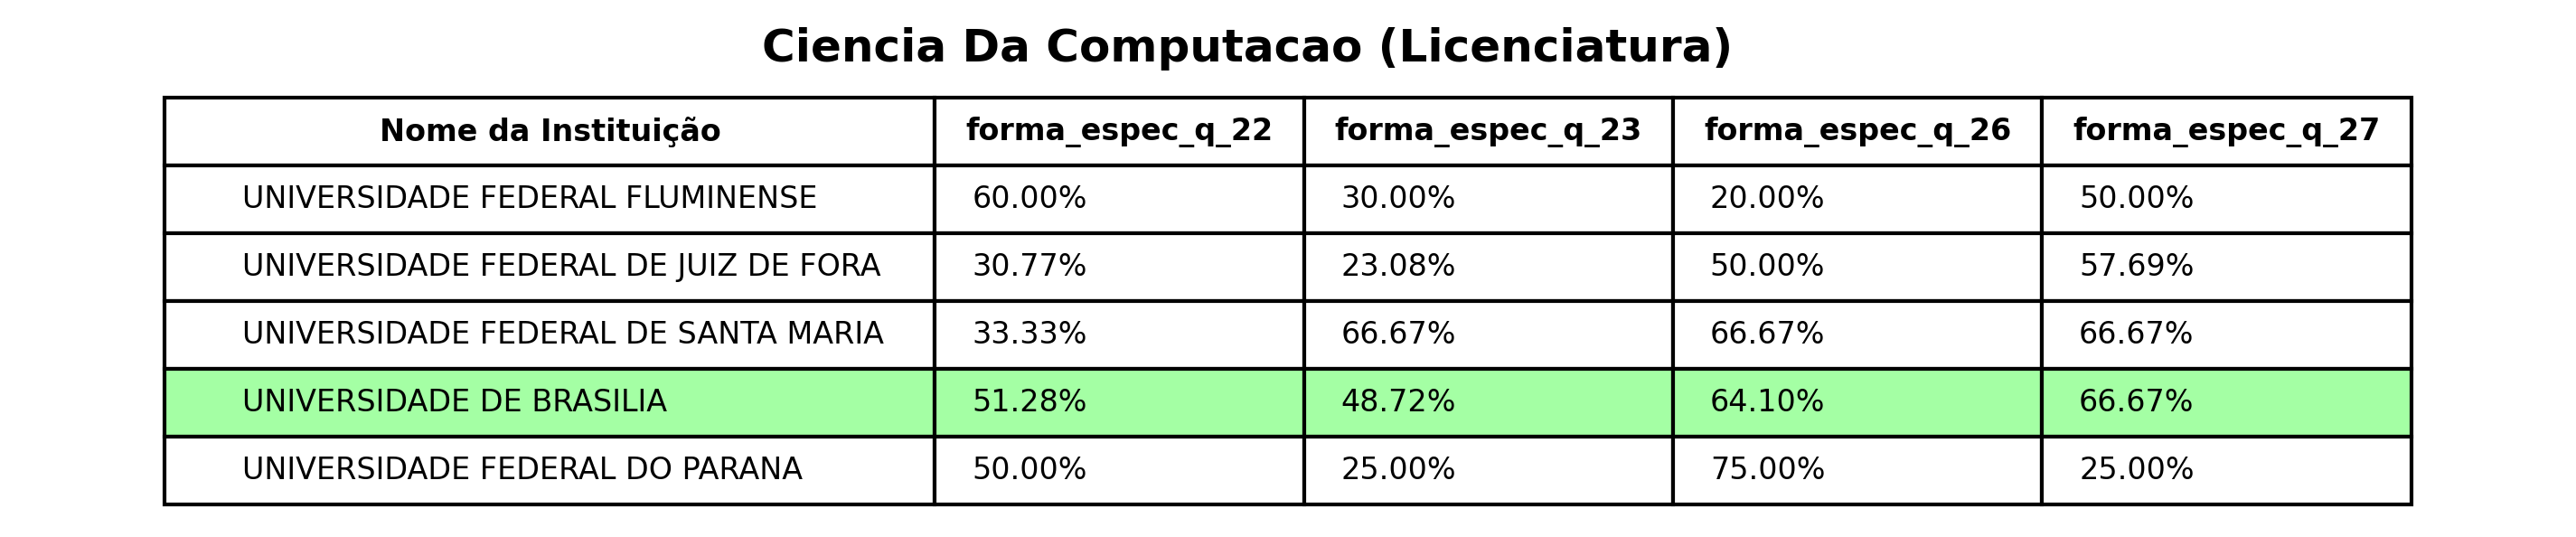 Ciencia Da Computacao (Licenciatura)
Nome da Instituição forma_espec_q_22 forma_espec_q_23 forma_espec_q_26 forma_espec_q_27
UNIVERSIDADE FEDERAL FLUMINENSE 60.00% 30.00% 20.00% 50.00%
UNIVERSIDADE FEDERAL DE JUIZ DE FORA 30.77% 23.08% 50.00% 57.69%
UNIVERSIDADE FEDERAL DE SANTA MARIA 33.33% 66.67% 66.67% 66.67%
UNIVERSIDADE DE BRASILIA 51.28% 48.72% 64.10% 66.67%
UNIVERSIDADE FEDERAL DO PARANA 50.00% 25.00% 75.00% 25.00%